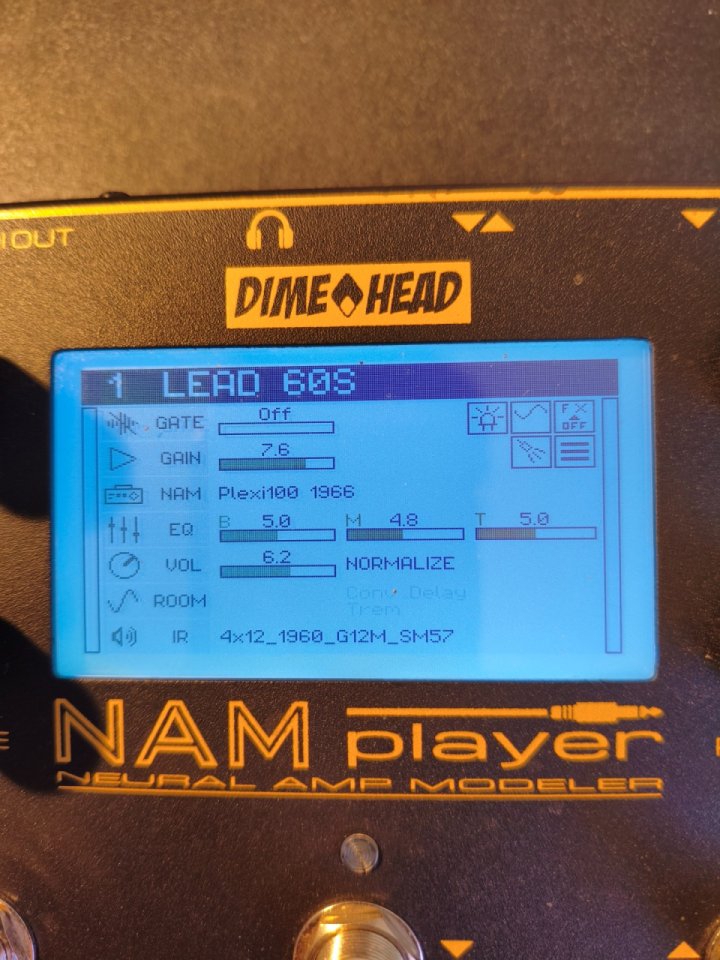 OUT
DIME HEAD
1 LEAD 60S
GATE Off
FX OFF
GAIN 7.6
NAM Plexi100 1966
EQ B 5.0 M 4.8 T 5.0
VOL 6.2 NORMALIZE
ROOM Conv.Delay
Trem
IR 4x12_1960_G12M_SM57
NAM player
NEURAL AMP MODELER